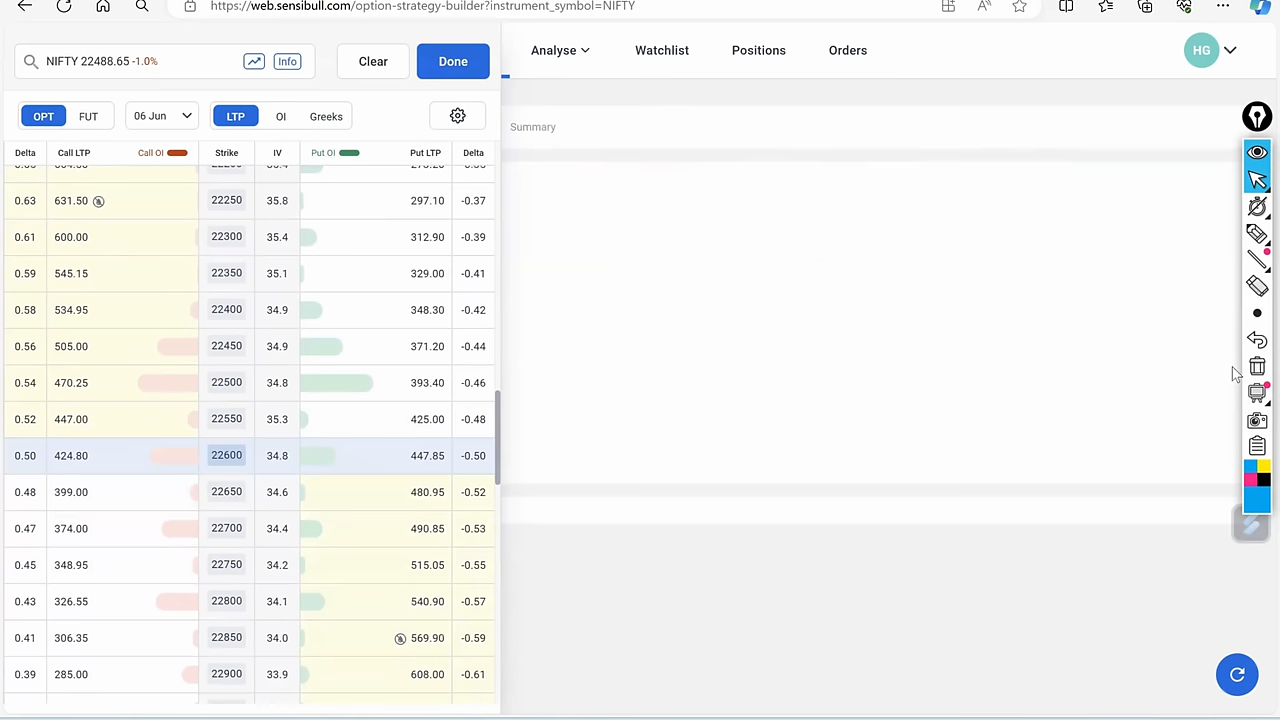 https://web.sensibull.com/option-strategy-builder?instrument_symbol=NIFTY
NIFTY 22488.65 -1.0% Info Clear Done Analyse Watchlist Positions Orders HG
OPT FUT 06 Jun LTP OI Greeks
Summary
Delta Call LTP Call OI Strike IV Put OI Put LTP Delta
0.63 631.50 22250 35.8 297.10 -0.37
0.61 600.00 22300 35.4 312.90 -0.39
0.59 545.15 22350 35.1 329.00 -0.41
0.58 534.95 22400 34.9 348.30 -0.42
0.56 505.00 22450 34.9 371.20 -0.44
0.54 470.25 22500 34.8 393.40 -0.46
0.52 447.00 22550 35.3 425.00 -0.48
0.50 424.80 22600 34.8 447.85 -0.50
0.48 399.00 22650 34.6 480.95 -0.52
0.47 374.00 22700 34.4 490.85 -0.53
0.45 348.95 22750 34.2 515.05 -0.55
0.43 326.55 22800 34.1 540.90 -0.57
0.41 306.35 22850 34.0 569.90 -0.59
0.39 285.00 22900 33.9 608.00 -0.61